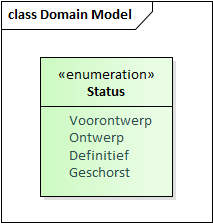 class Domain Model
«enumeration»
Status
Voorontwerp
Ontwerp
Definitief
Geschorst